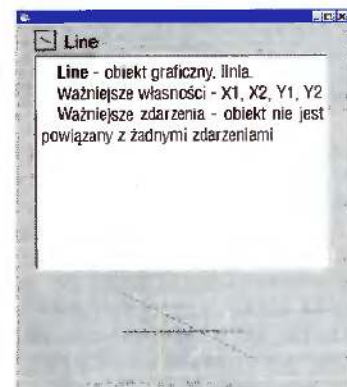 Line
Line - obiekt graficzny, linia.
Ważniejsze własności - X1, X2, Y1, Y2
Ważniejsze zdarzenia - obiekt nie jest
powiązany z żadnymi zdarzeniami